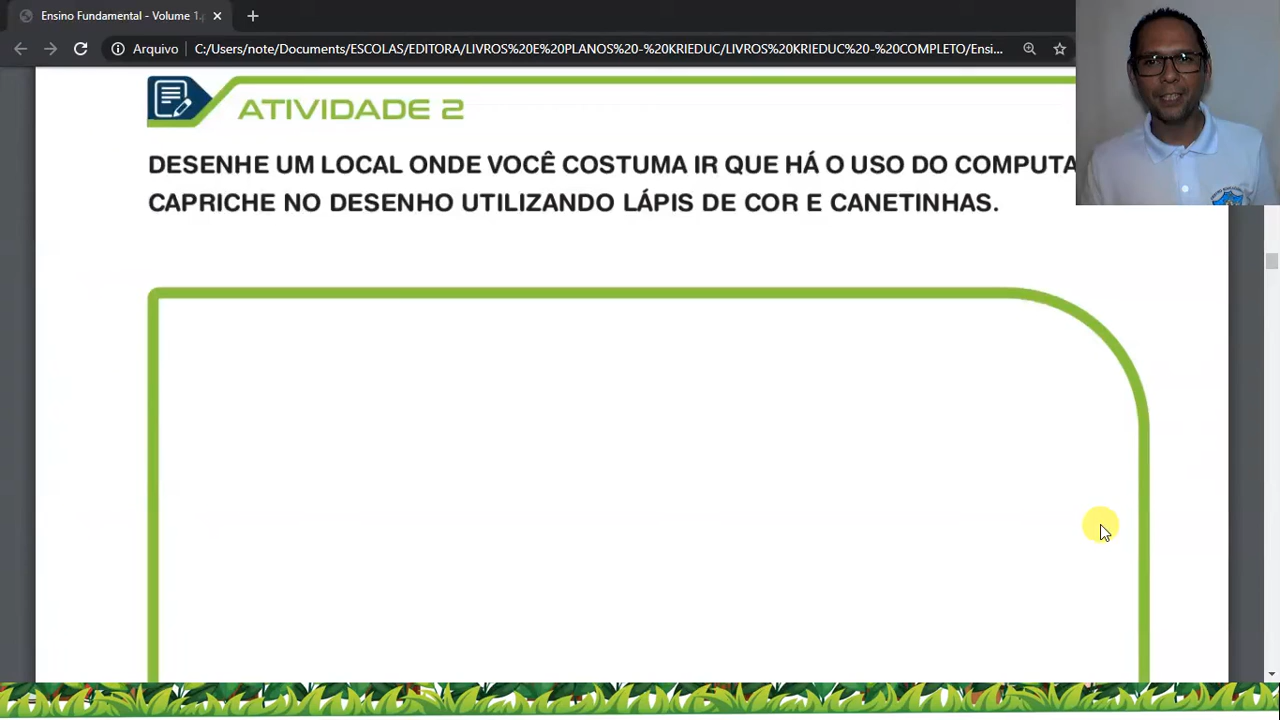 Ensino Fundamental - Volume 1.
Arquivo
C:/Users/note/Documents/ESCOLAS/EDITORA/LIVROS%20E%20PLANOS%20-%20KRIEDUC/LIVROS%20KRIEDUC%20-%20COMPLETO/Ensi...
ATIVIDADE 2
DESENHE UM LOCAL ONDE VOCÊ COSTUMA IR QUE HÁ O USO DO COMPUTA
CAPRICHE NO DESENHO UTILIZANDO LÁPIS DE COR E CANETINHAS.